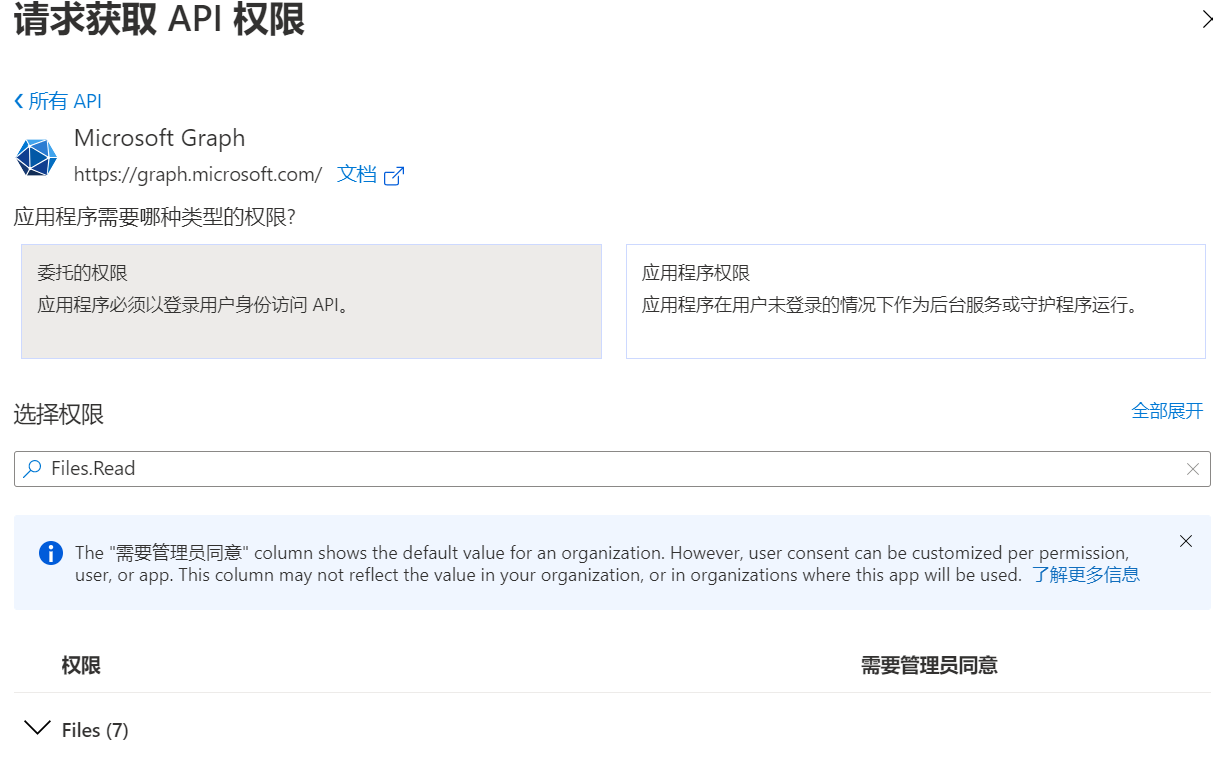 请求获取 API 权限
所有 API
Microsoft Graph
https://graph.microsoft.com/ 文档
应用程序需要哪种类型的权限?
委托的权限
应用程序必须以登录用户身份访问 API。
应用程序权限
应用程序在用户未登录的情况下作为后台服务或守护程序运行。
选择权限
全部展开
Files.Read
The "需要管理员同意" column shows the default value for an organization. However, user consent can be customized per permission,
user, or app. This column may not reflect the value in your organization, or in organizations where this app will be used. 了解更多信息
权限 需要管理员同意
Files (7)